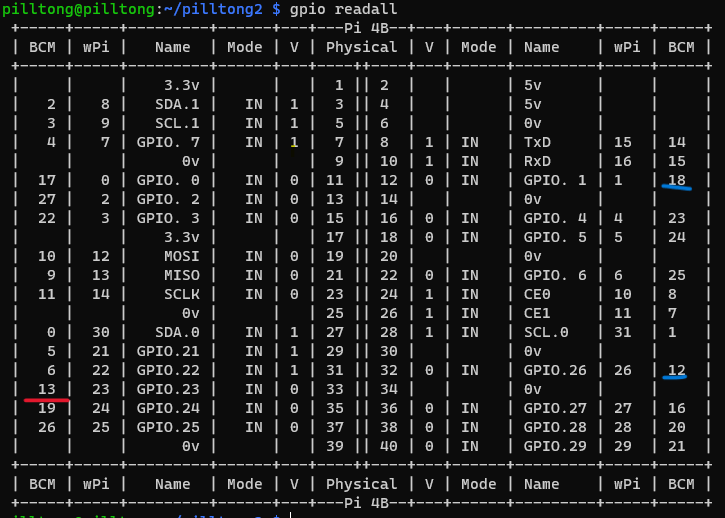 pilltong@pilltong:~/pilltong2 $ gpio readall
+-----+-----+---------+------+---+---Pi 4B--+---+------+---------+-----+-----+
| BCM | wPi |   Name  | Mode | V | Physical | V | Mode | Name    | wPi | BCM |
+-----+-----+---------+------+---+----++----+---+------+---------+-----+-----+
|     |     |    3.3v |      |   |  1 || 2  |   |      | 5v      |     |     |
|   2 |   8 |   SDA.1 |   IN | 1 |  3 || 4  |   |      | 5v      |     |     |
|   3 |   9 |   SCL.1 |   IN | 1 |  5 || 6  |   |      | 0v      |     |     |
|   4 |   7 | GPIO. 7 |   IN | 1 |  7 || 8  | 1 | IN   | TxD     | 15  | 14  |
|     |     |      0v |      |   |  9 || 10 | 1 | IN   | RxD     | 16  | 15  |
|  17 |   0 | GPIO. 0 |   IN | 0 | 11 || 12 | 0 | IN   | GPIO. 1 | 1   | 18  |
|  27 |   2 | GPIO. 2 |   IN | 0 | 13 || 14 |   |      | 0v      |     |     |
|  22 |   3 | GPIO. 3 |   IN | 0 | 15 || 16 | 0 | IN   | GPIO. 4 | 4   | 23  |
|     |     |    3.3v |      |   | 17 || 18 | 0 | IN   | GPIO. 5 | 5   | 24  |
|  10 |  12 |    MOSI |   IN | 0 | 19 || 20 |   |      | 0v      |     |     |
|   9 |  13 |    MISO |   IN | 0 | 21 || 22 | 0 | IN   | GPIO. 6 | 6   | 25  |
|  11 |  14 |    SCLK |   IN | 0 | 23 || 24 | 1 | IN   | CE0     | 10  | 8   |
|     |     |      0v |      |   | 25 || 26 | 1 | IN   | CE1     | 11  | 7   |
|   0 |  30 |   SDA.0 |   IN | 1 | 27 || 28 | 1 | IN   | SCL.0   | 31  | 1   |
|   5 |  21 | GPIO.21 |   IN | 1 | 29 || 30 |   |      | 0v      |     |     |
|   6 |  22 | GPIO.22 |   IN | 1 | 31 || 32 | 0 | IN   | GPIO.26 | 26  | 12  |
|  13 |  23 | GPIO.23 |   IN | 0 | 33 || 34 |   |      | 0v      |     |     |
|  19 |  24 | GPIO.24 |   IN | 0 | 35 || 36 | 0 | IN   | GPIO.27 | 27  | 16  |
|  26 |  25 | GPIO.25 |   IN | 0 | 37 || 38 | 0 | IN   | GPIO.28 | 28  | 20  |
|     |     |      0v |      |   | 39 || 40 | 0 | IN   | GPIO.29 | 29  | 21  |
+-----+-----+---------+------+---+----++----+---+------+---------+-----+-----+
| BCM | wPi |   Name  | Mode | V | Physical | V | Mode | Name    | wPi | BCM |
+-----+-----+---------+------+---+---Pi 4B--+---+------+---------+-----+-----+